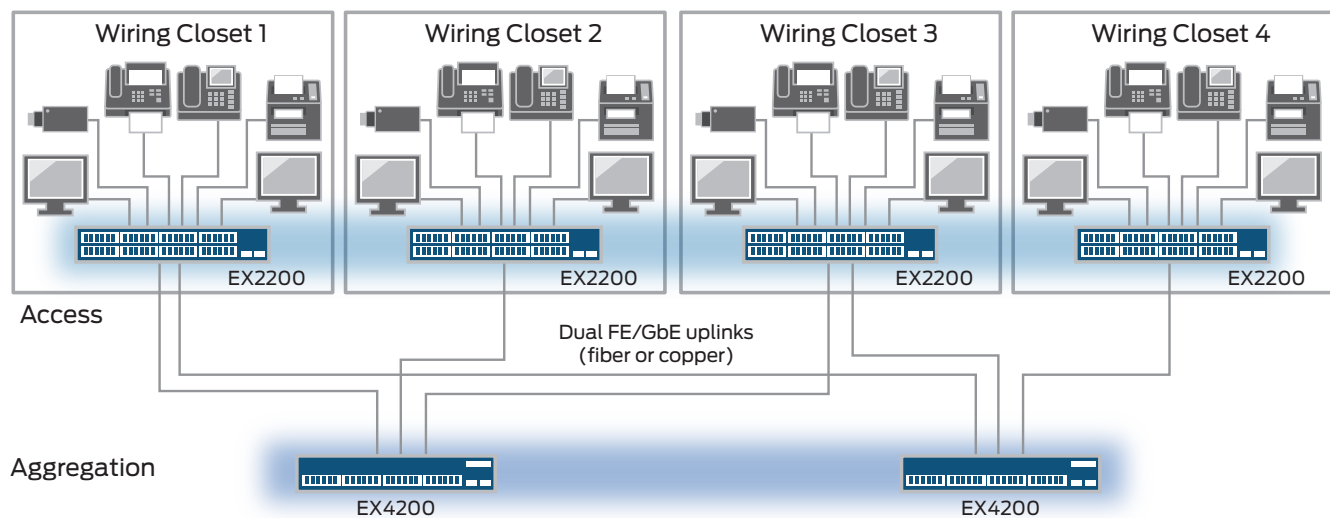 Wiring Closet 1
Wiring Closet 2
Wiring Closet 3
Wiring Closet 4
EX2200
EX2200
EX2200
EX2200
Access
Dual FE/GbE uplinks
(fiber or copper)
Aggregation
EX4200
EX4200